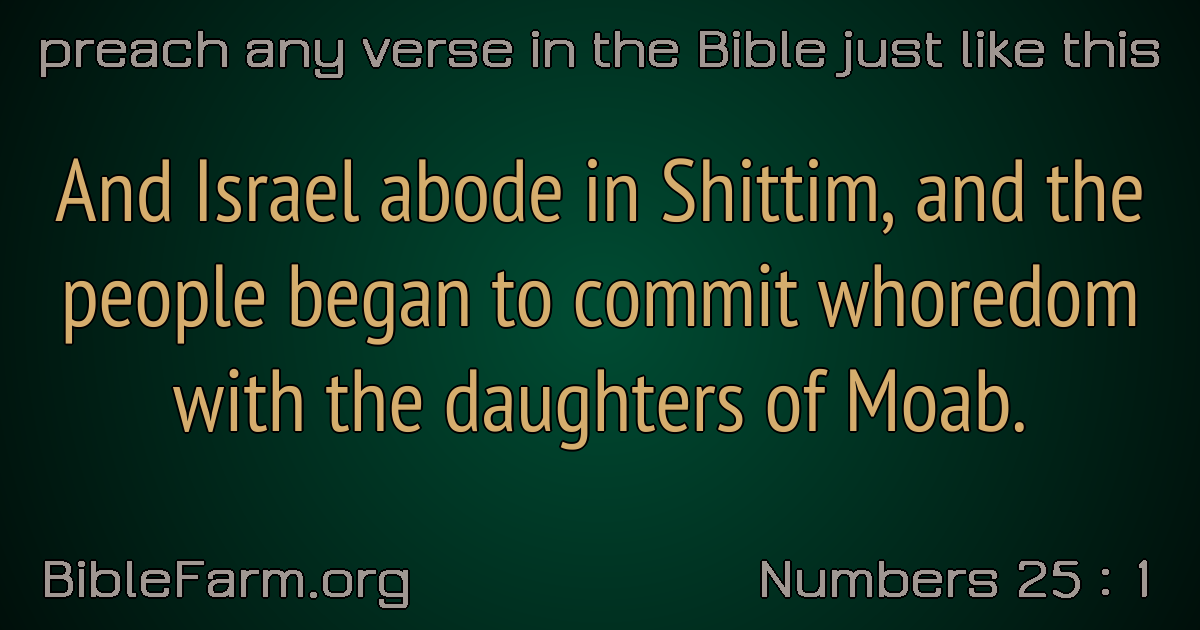 preach any verse in the Bible just like this
And Israel abode in Shittim, and the
people began to commit whoredom
with the daughters of Moab.
BibleFarm.org
Numbers 25 : 1